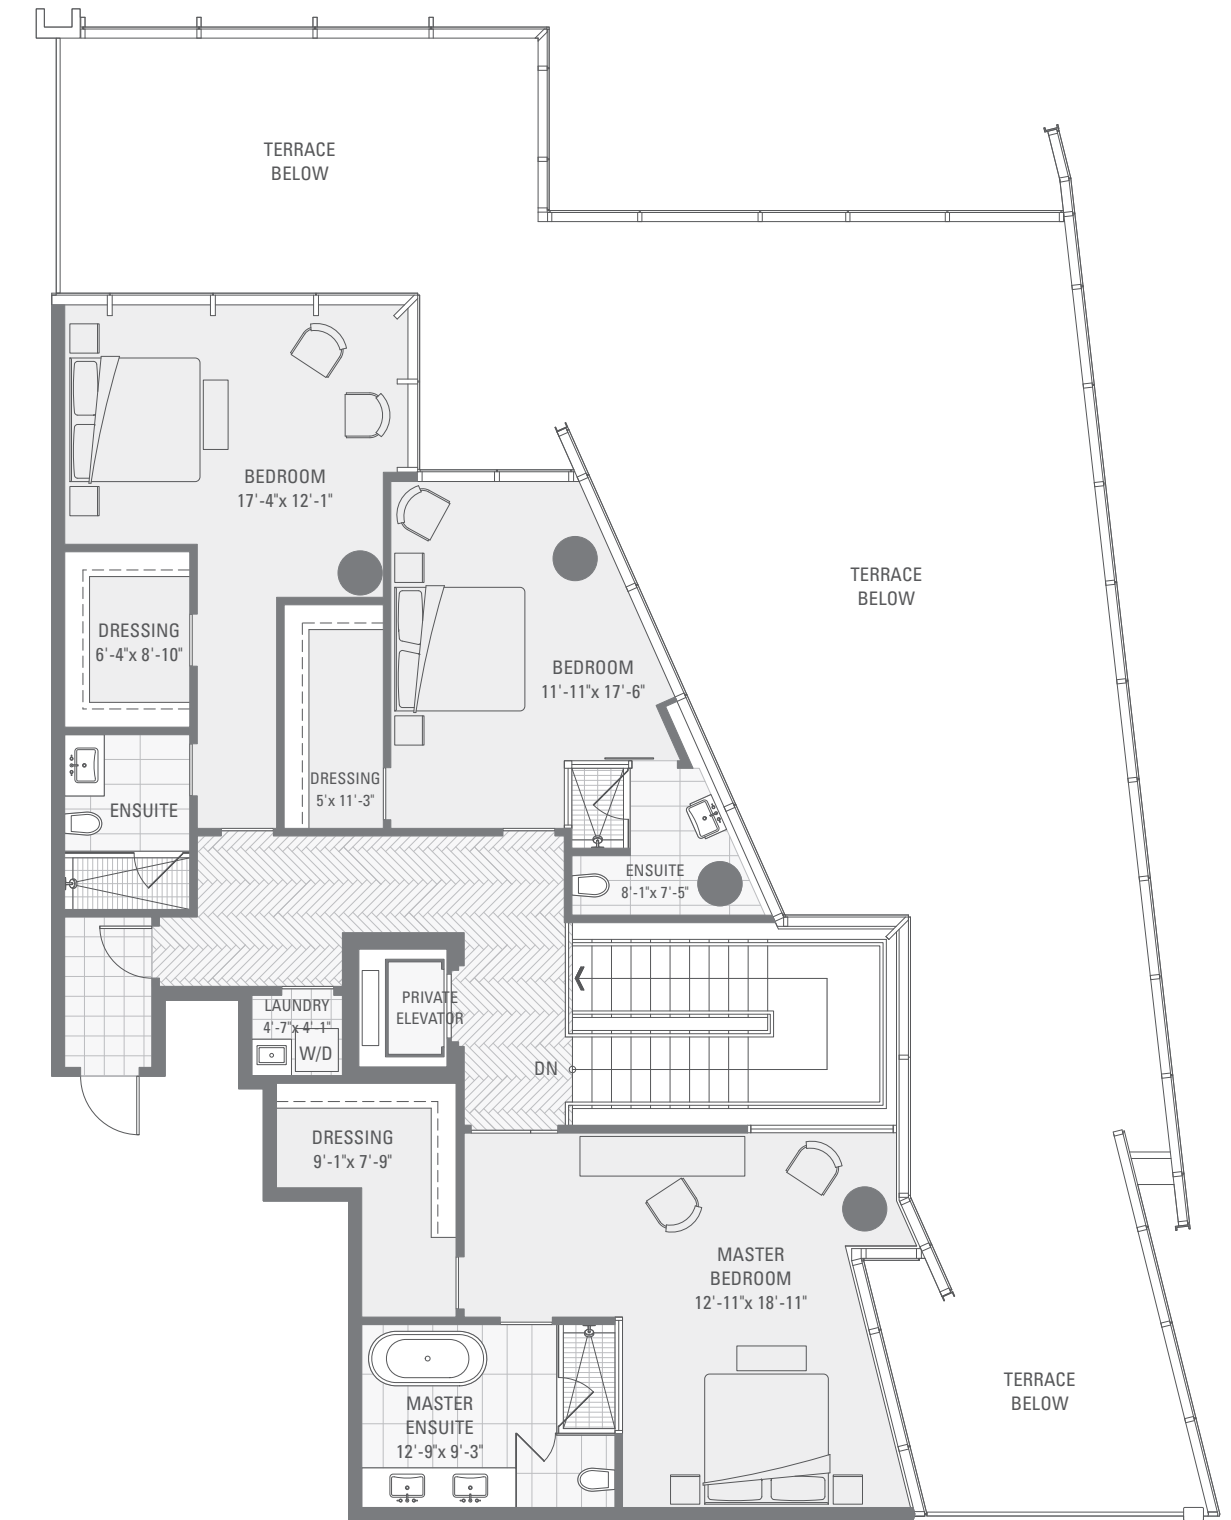 TERRACE
BELOW
BEDROOM
17'-4"x 12'-1"
TERRACE
BELOW
DRESSING
6'-4"x 8'-10"
BEDROOM
11'-11"x 17'-6"
DRESSING
5'x 11'-3"
ENSUITE
ENSUITE
8'-1"x 7'-5"
PRIVATE
ELEVATOR
LAUNDRY
4'-7"x 4'-1"
W/D
DN
DRESSING
9'-1"x 7'-9"
MASTER
BEDROOM
12'-11"x 18'-11"
TERRACE
BELOW
MASTER
ENSUITE
12'-9"x 9'-3"